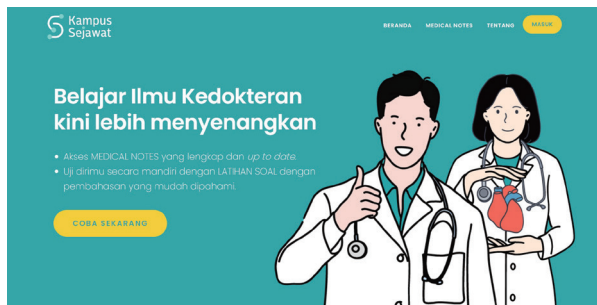 Kampus
Sejawat
BERANDA MEDICAL NOTES TENTANG MASUK
Belajar Ilmu Kedokteran
kini lebih menyenangkan
• Akses MEDICAL NOTES yang lengkap dan up to date.
• Uji dirimu secara mandiri dengan LATIHAN SOAL dengan
pembahasan yang mudah dipahami.
COBA SEKARANG